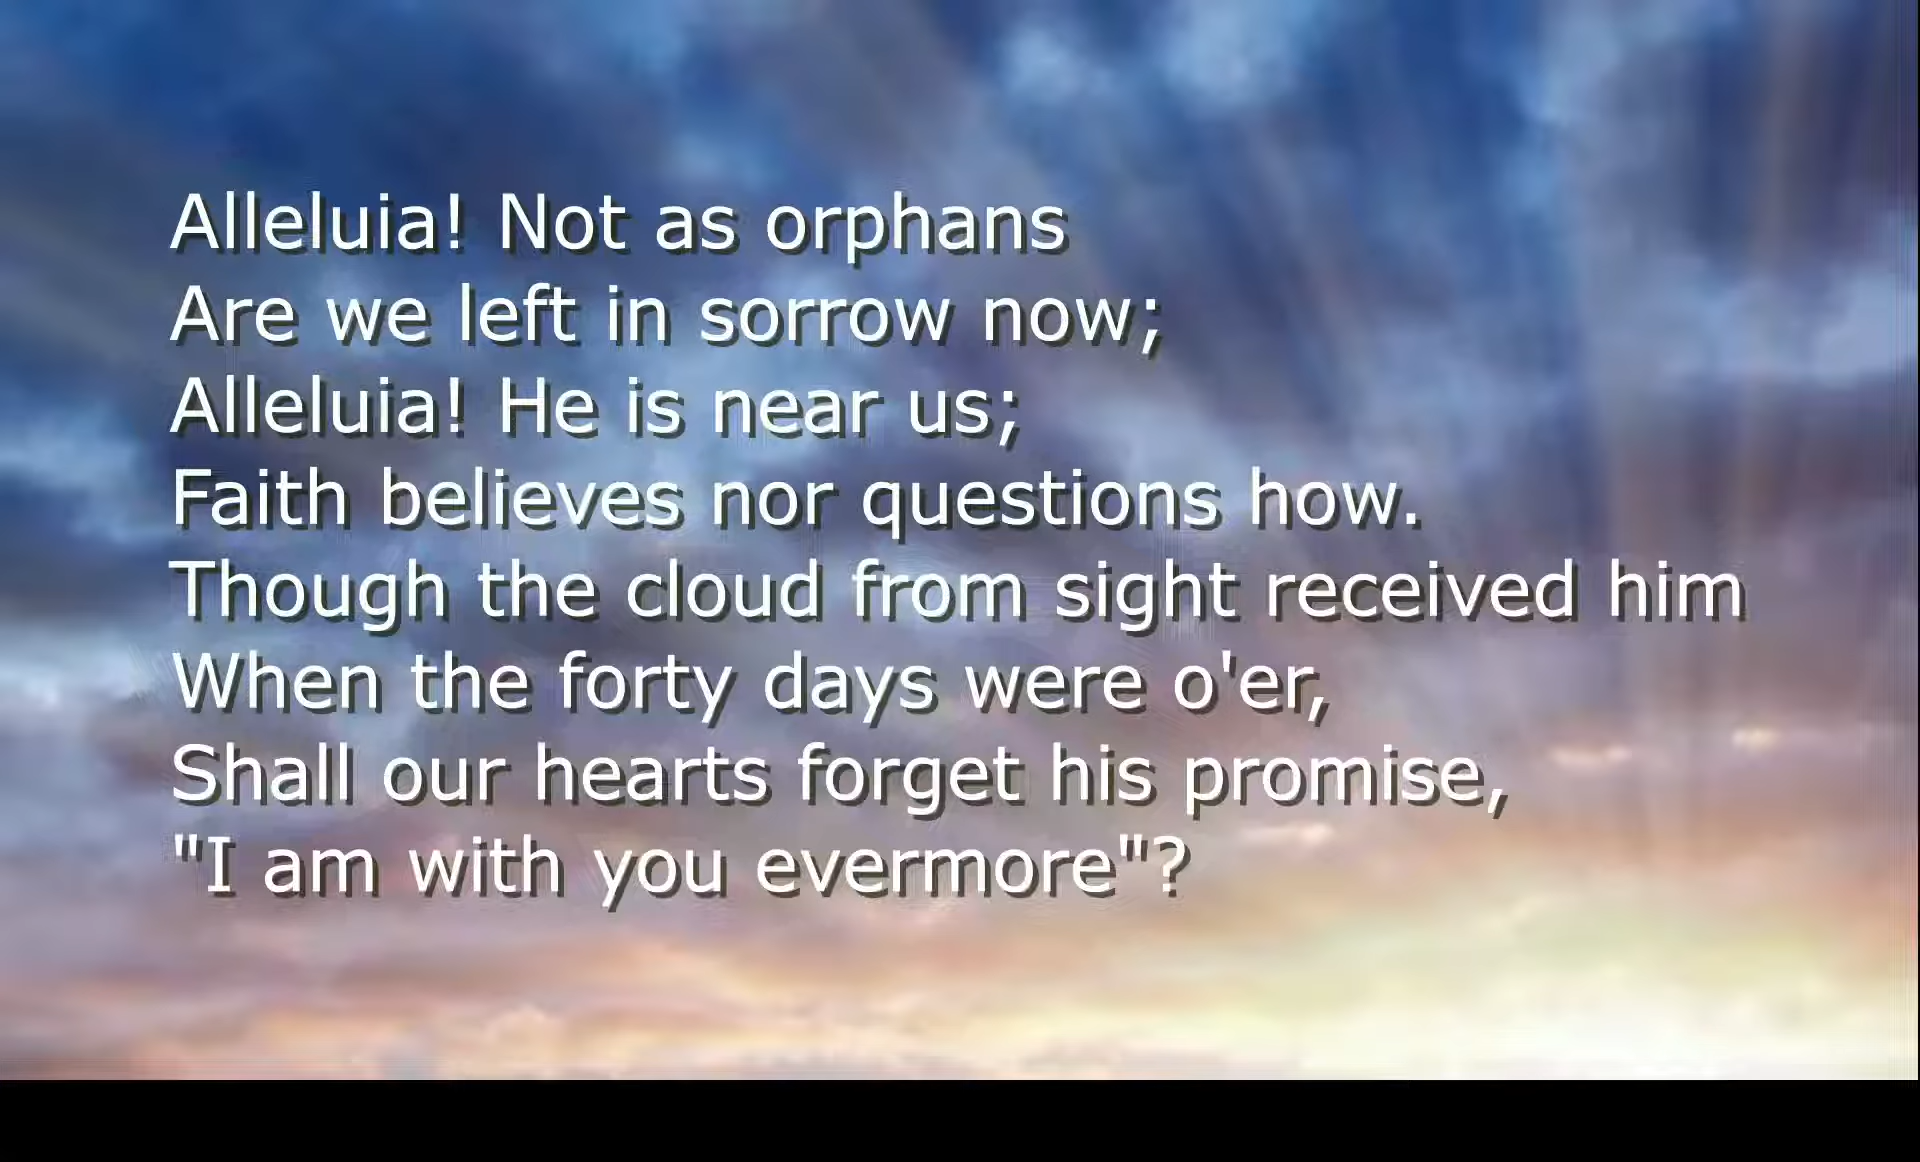 Alleluia! Not as orphans
Are we left in sorrow now;
Alleluia! He is near us;
Faith believes nor questions how.
Though the cloud from sight received him
When the forty days were o'er,
Shall our hearts forget his promise,
"I am with you evermore"?